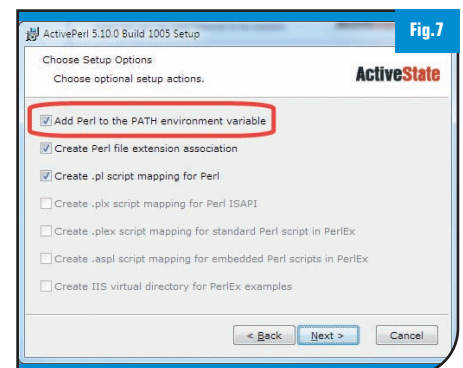 Fig.7
ActivePerl 5.10.0 Build 1005 Setup
Choose Setup Options
Choose optional setup actions.
ActiveState
Add Perl to the PATH environment variable
Create Perl file extension association
Create .pl script mapping for Perl
Create .plx script mapping for Perl ISAPI
Create .plex script mapping for standard Perl script in PerlEx
Create .aspl script mapping for embedded Perl scripts in PerlEx
Create IIS virtual directory for PerlEx examples
< Back
Next >
Cancel